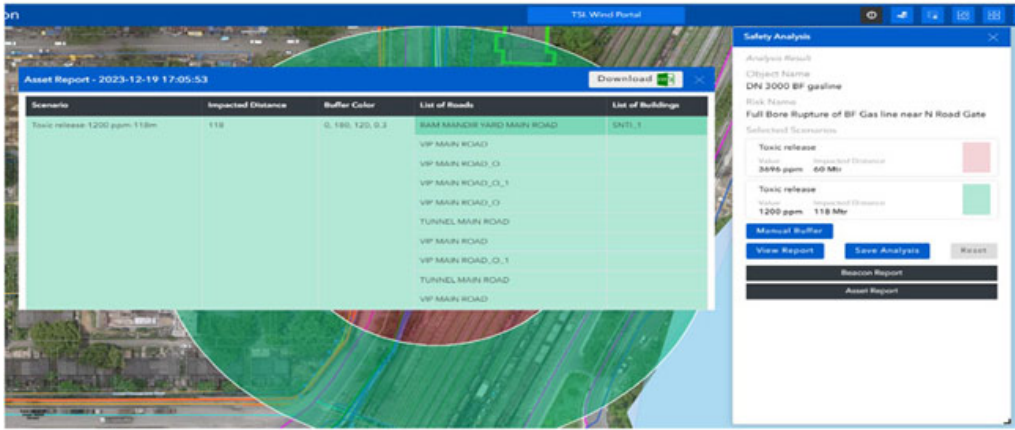 on
TSL Wind Portal
Safety Analysis
Analysis Result
Object Name
DN 3000 BF gasline
Risk Name
Full Bore Rupture of BF Gas line near N Road Gate
Selected Scenarios
Toxic release
Value Impacted Distance
3696 ppm 60 Mtr
Toxic release
Value Impacted Distance
1200 ppm 118 Mtr
Manual Buffer
View Report Save Analysis Reset
Beacon Report
Asset Report
Asset Report - 2023-12-19 17:05:53 Download
Scenario Impacted Distance Buffer Color List of Roads List of Buildings
Toxic release-1200 ppm-118m 118 0, 180, 120, 0.3 RAM MANDIR YARD MAIN ROAD SNTI_1
VIP MAIN ROAD
VIP MAIN ROAD_O
VIP MAIN ROAD_O_1
VIP MAIN ROAD_O
TUNNEL MAIN ROAD
VIP MAIN ROAD
VIP MAIN ROAD_O_1
TUNNEL MAIN ROAD
VIP MAIN ROAD